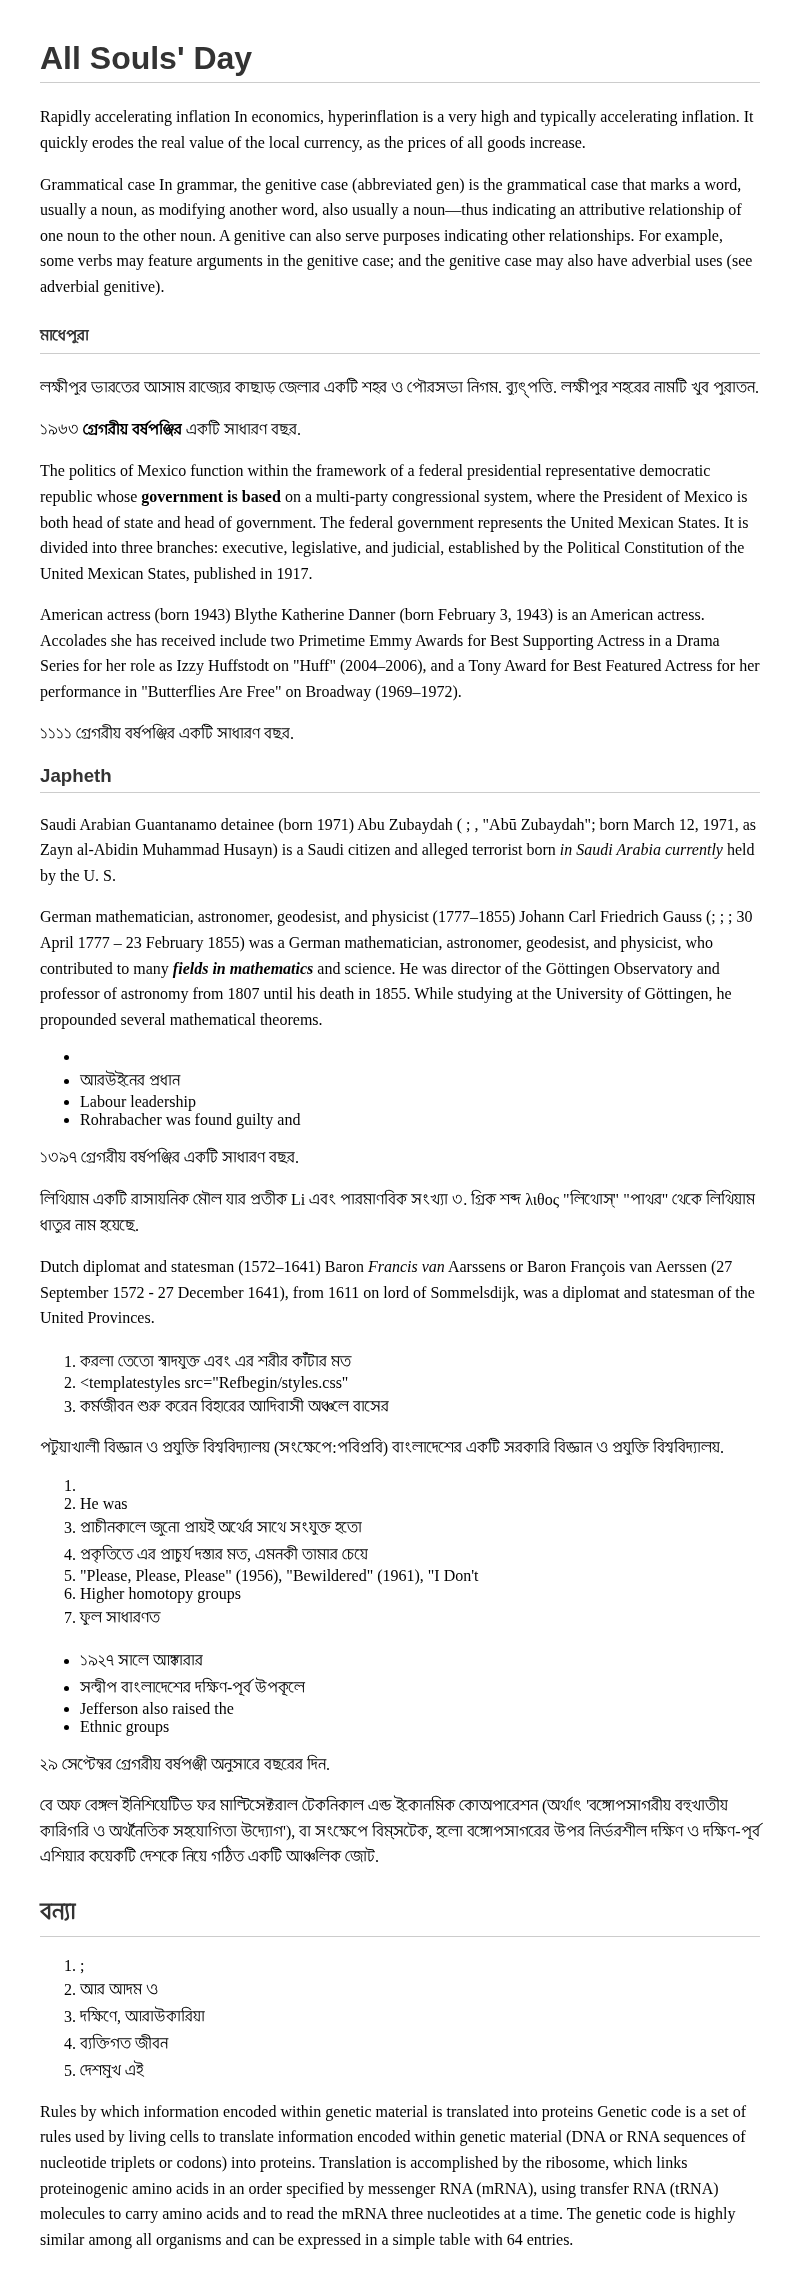 All Souls' Day
Rapidly accelerating inflation In economics, hyperinflation is a very high and typically accelerating inflation. It
quickly erodes the real value of the local currency, as the prices of all goods increase.
Grammatical case In grammar, the genitive case (abbreviated gen) is the grammatical case that marks a word,
usually a noun, as modifying another word, also usually a noun—thus indicating an attributive relationship of
one noun to the other noun. A genitive can also serve purposes indicating other relationships. For example,
some verbs may feature arguments in the genitive case; and the genitive case may also have adverbial uses (see
adverbial genitive).
মাধেপুরা
লক্ষীপুর ভারতের আসাম রাজ্যের কাছাড় জেলার একটি শহর ও পৌরসভা নিগম. ব্যুৎপত্তি. লক্ষীপুর শহরের নামটি খুব পুরাতন.
১৯৬৩ গ্রেগরীয় বর্ষপঞ্জির একটি সাধারণ বছর.
The politics of Mexico function within the framework of a federal presidential representative democratic
republic whose government is based on a multi-party congressional system, where the President of Mexico is
both head of state and head of government. The federal government represents the United Mexican States. It is
divided into three branches: executive, legislative, and judicial, established by the Political Constitution of the
United Mexican States, published in 1917.
American actress (born 1943) Blythe Katherine Danner (born February 3, 1943) is an American actress.
Accolades she has received include two Primetime Emmy Awards for Best Supporting Actress in a Drama
Series for her role as Izzy Huffstodt on "Huff" (2004–2006), and a Tony Award for Best Featured Actress for her
performance in "Butterflies Are Free" on Broadway (1969–1972).
১১১১ গ্রেগরীয় বর্ষপঞ্জির একটি সাধারণ বছর.
Japheth
Saudi Arabian Guantanamo detainee (born 1971) Abu Zubaydah ( ; , "Abū Zubaydah"; born March 12, 1971, as
Zayn al-Abidin Muhammad Husayn) is a Saudi citizen and alleged terrorist born in Saudi Arabia currently held
by the U. S.
German mathematician, astronomer, geodesist, and physicist (1777–1855) Johann Carl Friedrich Gauss (; ; ; 30
April 1777 – 23 February 1855) was a German mathematician, astronomer, geodesist, and physicist, who
contributed to many fields in mathematics and science. He was director of the Göttingen Observatory and
professor of astronomy from 1807 until his death in 1855. While studying at the University of Göttingen, he
propounded several mathematical theorems.
•
• আরউইনের প্রধান
• Labour leadership
• Rohrabacher was found guilty and
১৩৯৭ গ্রেগরীয় বর্ষপঞ্জির একটি সাধারণ বছর.
লিথিয়াম একটি রাসায়নিক মৌল যার প্রতীক Li এবং পারমাণবিক সংখ্যা ৩. গ্রিক শব্দ λιθος "লিথোস্" "পাথর" থেকে লিথিয়াম
ধাতুর নাম হয়েছে.
Dutch diplomat and statesman (1572–1641) Baron Francis van Aarssens or Baron François van Aerssen (27
September 1572 - 27 December 1641), from 1611 on lord of Sommelsdijk, was a diplomat and statesman of the
United Provinces.
1. করলা তেতো স্বাদযুক্ত এবং এর শরীর কাঁটার মত
2. <templatestyles src="Refbegin/styles.css"
3. কর্মজীবন শুরু করেন বিহারের আদিবাসী অঞ্চলে বাসের
পটুয়াখালী বিজ্ঞান ও প্রযুক্তি বিশ্ববিদ্যালয় (সংক্ষেপে:পবিপ্রবি) বাংলাদেশের একটি সরকারি বিজ্ঞান ও প্রযুক্তি বিশ্ববিদ্যালয়.
1.
2. He was
3. প্রাচীনকালে জুনো প্রায়ই অর্থের সাথে সংযুক্ত হতো
4. প্রকৃতিতে এর প্রাচুর্য দস্তার মত, এমনকী তামার চেয়ে
5. "Please, Please, Please" (1956), "Bewildered" (1961), "I Don't
6. Higher homotopy groups
7. ফুল সাধারণত
• ১৯২৭ সালে আঙ্কারার
• সন্দ্বীপ বাংলাদেশের দক্ষিণ-পূর্ব উপকূলে
• Jefferson also raised the
• Ethnic groups
২৯ সেপ্টেম্বর গ্রেগরীয় বর্ষপঞ্জী অনুসারে বছরের দিন.
বে অফ বেঙ্গল ইনিশিয়েটিভ ফর মাল্টিসেক্টরাল টেকনিকাল এন্ড ইকোনমিক কোঅপারেশন (অর্থাৎ 'বঙ্গোপসাগরীয় বহুখাতীয়
কারিগরি ও অর্থনৈতিক সহযোগিতা উদ্যোগ'), বা সংক্ষেপে বিম্‌সটেক, হলো বঙ্গোপসাগরের উপর নির্ভরশীল দক্ষিণ ও দক্ষিণ-পূর্ব
এশিয়ার কয়েকটি দেশকে নিয়ে গঠিত একটি আঞ্চলিক জোট.
বন্যা
1. ;
2. আর আদম ও
3. দক্ষিণে, আরাউকারিয়া
4. ব্যক্তিগত জীবন
5. দেশমুখ এই
Rules by which information encoded within genetic material is translated into proteins Genetic code is a set of
rules used by living cells to translate information encoded within genetic material (DNA or RNA sequences of
nucleotide triplets or codons) into proteins. Translation is accomplished by the ribosome, which links
proteinogenic amino acids in an order specified by messenger RNA (mRNA), using transfer RNA (tRNA)
molecules to carry amino acids and to read the mRNA three nucleotides at a time. The genetic code is highly
similar among all organisms and can be expressed in a simple table with 64 entries.